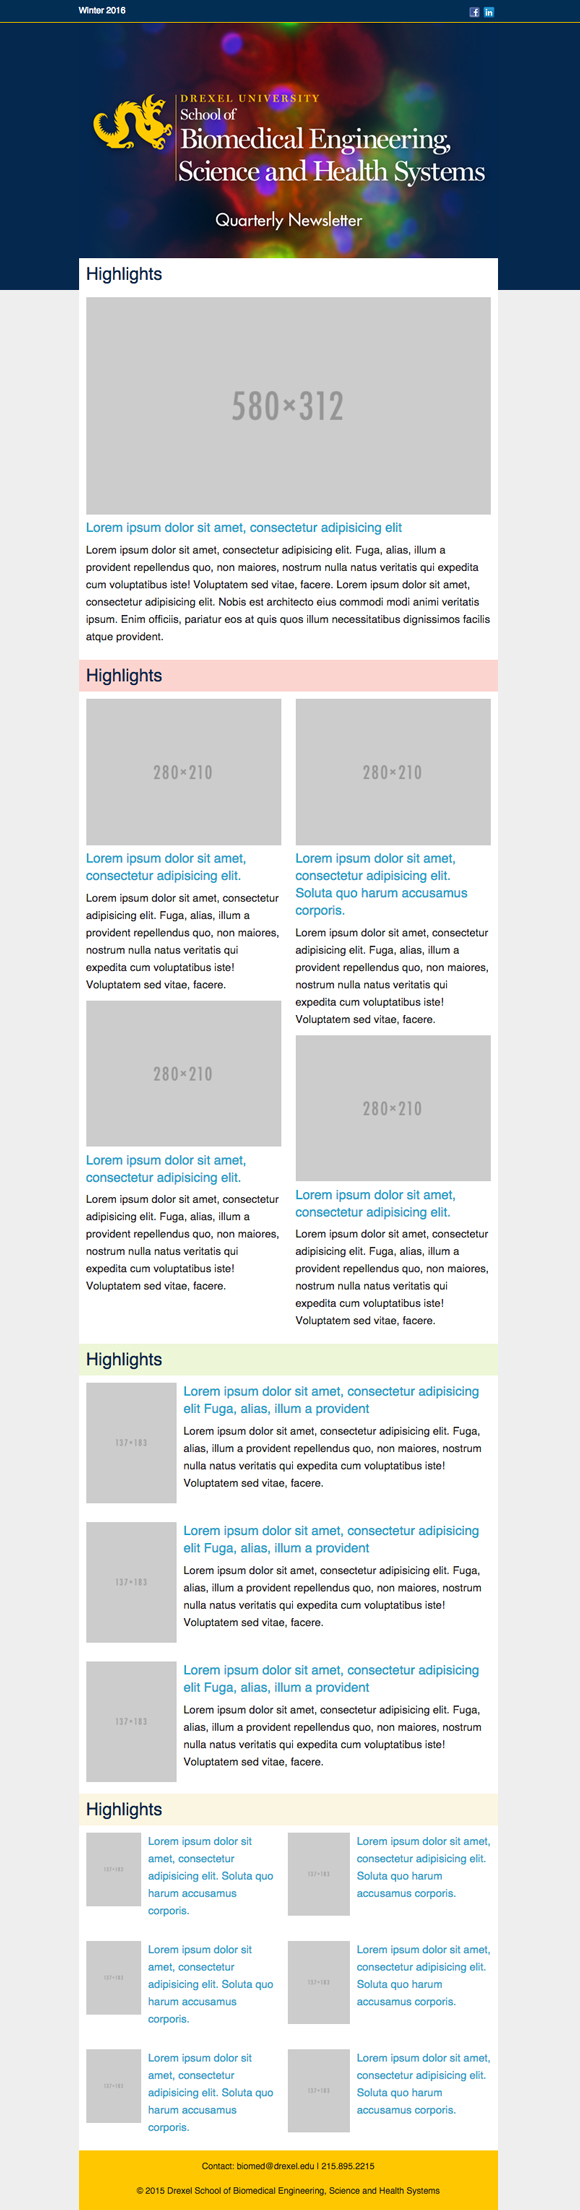 Winter 2016
DREXEL UNIVERSITY
School of
Biomedical Engineering,
Science and Health Systems
Quarterly Newsletter
Highlights
580×312
Lorem ipsum dolor sit amet, consectetur adipisicing elit
Lorem ipsum dolor sit amet, consectetur adipisicing elit. Fuga, alias, illum a
provident repellendus quo, non maiores, nostrum nulla natus veritatis qui expedita
cum voluptatibus iste! Voluptatem sed vitae, facere. Lorem ipsum dolor sit amet,
consectetur adipisicing elit. Nobis est architecto eius commodi modi animi veritatis
ipsum. Enim officiis, pariatur eos at quis quos illum necessitatibus dignissimos facilis
atque provident.
Highlights
280×210
Lorem ipsum dolor sit amet,
consectetur adipisicing elit.
Lorem ipsum dolor sit amet, consectetur
adipisicing elit. Fuga, alias, illum a
provident repellendus quo, non maiores,
nostrum nulla natus veritatis qui
expedita cum voluptatibus iste!
Voluptatem sed vitae, facere.
280×210
Lorem ipsum dolor sit amet,
consectetur adipisicing elit.
Lorem ipsum dolor sit amet, consectetur
adipisicing elit. Fuga, alias, illum a
provident repellendus quo, non maiores,
nostrum nulla natus veritatis qui
expedita cum voluptatibus iste!
Voluptatem sed vitae, facere.
280×210
Lorem ipsum dolor sit amet,
consectetur adipisicing elit.
Soluta quo harum accusamus
corporis.
Lorem ipsum dolor sit amet, consectetur
adipisicing elit. Fuga, alias, illum a
provident repellendus quo, non maiores,
nostrum nulla natus veritatis qui
expedita cum voluptatibus iste!
Voluptatem sed vitae, facere.
280×210
Lorem ipsum dolor sit amet,
consectetur adipisicing elit.
Lorem ipsum dolor sit amet, consectetur
adipisicing elit. Fuga, alias, illum a
provident repellendus quo, non maiores,
nostrum nulla natus veritatis qui
expedita cum voluptatibus iste!
Voluptatem sed vitae, facere.
Highlights
137×183
Lorem ipsum dolor sit amet, consectetur adipisicing
elit Fuga, alias, illum a provident
Lorem ipsum dolor sit amet, consectetur adipisicing elit. Fuga,
alias, illum a provident repellendus quo, non maiores, nostrum
nulla natus veritatis qui expedita cum voluptatibus iste!
Voluptatem sed vitae, facere.
137×183
Lorem ipsum dolor sit amet, consectetur adipisicing
elit Fuga, alias, illum a provident
Lorem ipsum dolor sit amet, consectetur adipisicing elit. Fuga,
alias, illum a provident repellendus quo, non maiores, nostrum
nulla natus veritatis qui expedita cum voluptatibus iste!
Voluptatem sed vitae, facere.
137×183
Lorem ipsum dolor sit amet, consectetur adipisicing
elit Fuga, alias, illum a provident
Lorem ipsum dolor sit amet, consectetur adipisicing elit. Fuga,
alias, illum a provident repellendus quo, non maiores, nostrum
nulla natus veritatis qui expedita cum voluptatibus iste!
Voluptatem sed vitae, facere.
Highlights
137×183
Lorem ipsum dolor sit
amet, consectetur
adipisicing elit. Soluta quo
harum accusamus
corporis.
137×183
Lorem ipsum dolor sit amet,
consectetur adipisicing elit.
Soluta quo harum
accusamus corporis.
137×183
Lorem ipsum dolor sit
amet, consectetur
adipisicing elit. Soluta quo
harum accusamus
corporis.
137×183
Lorem ipsum dolor sit amet,
consectetur adipisicing elit.
Soluta quo harum
accusamus corporis.
137×183
Lorem ipsum dolor sit
amet, consectetur
adipisicing elit. Soluta quo
harum accusamus
corporis.
137×183
Lorem ipsum dolor sit amet,
consectetur adipisicing elit.
Soluta quo harum
accusamus corporis.
Contact: biomed@drexel.edu | 215.895.2215
© 2015 Drexel School of Biomedical Engineering, Science and Health Systems